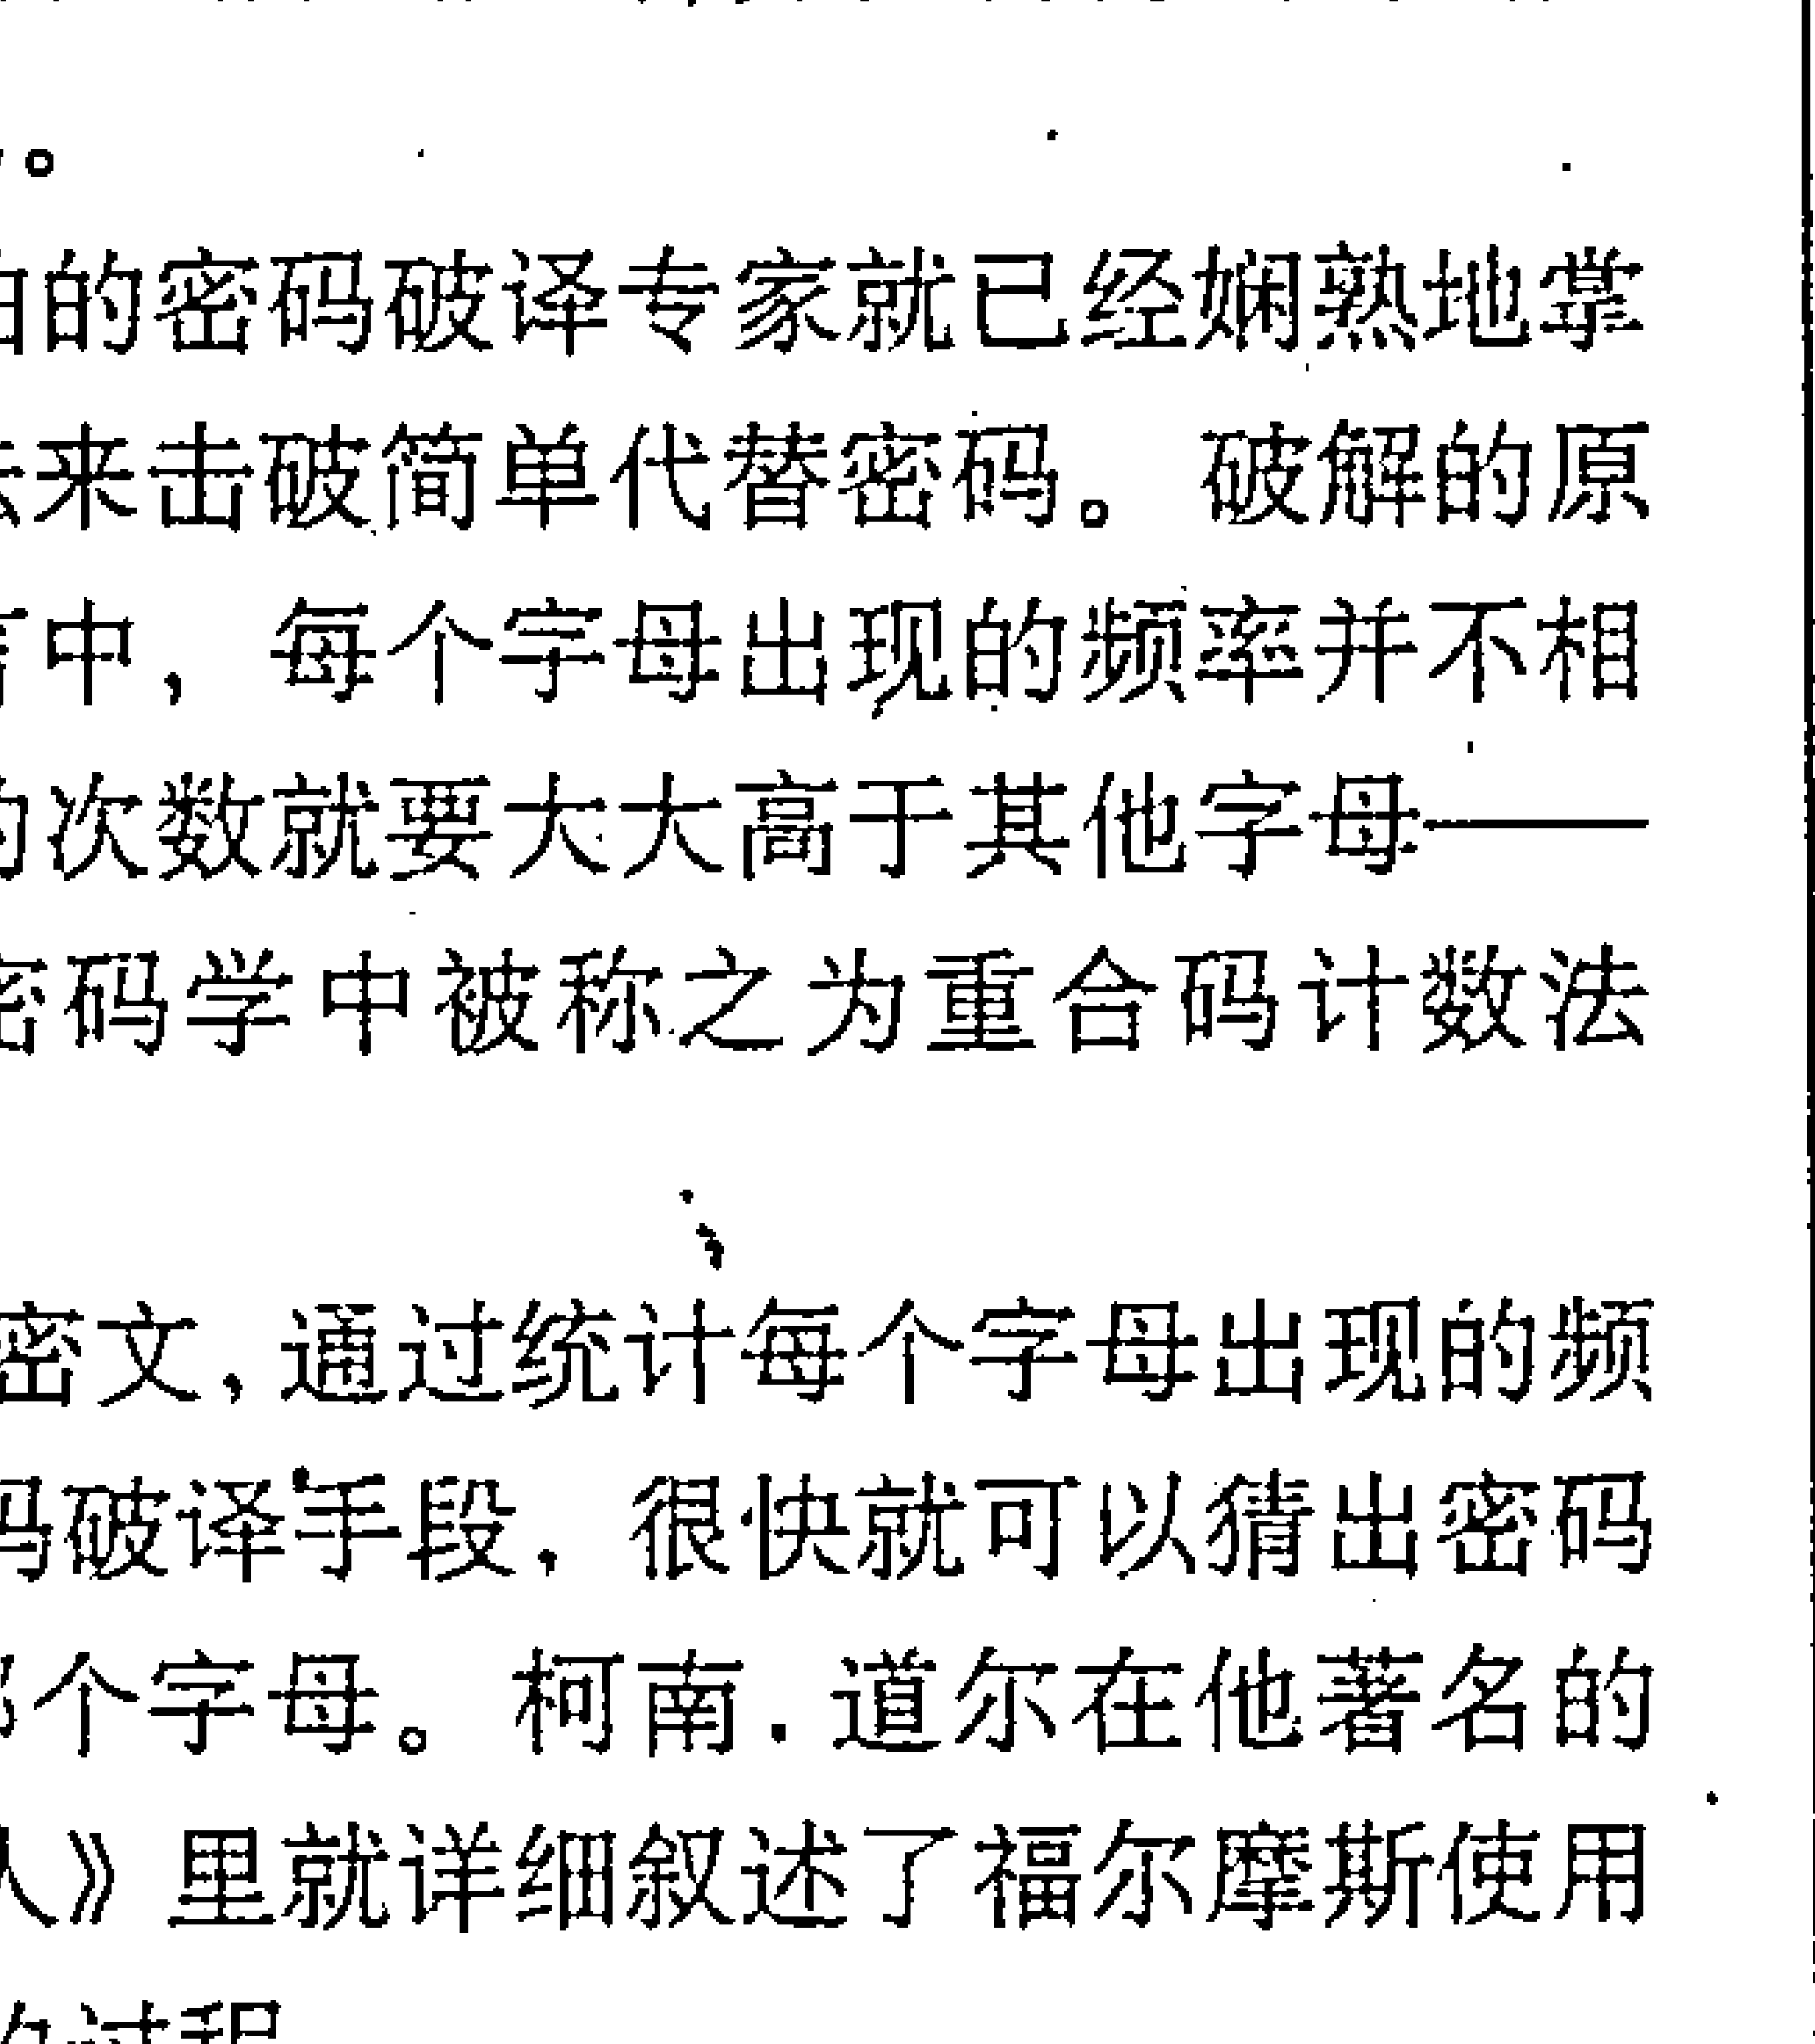 。
的密码破译专家就已经娴熟地掌
来击破简单代替密码。破解的原
中，每个字母出现的频率并不相
次数就要大大高于其他字母——
密码学中被称之为重合码计数法
密文，通过统计每个字母出现的频
码破译手段，很快就可以猜出密码
个字母。柯南.道尔在他著名的
人》里就详细叙述了福尔摩斯使用
过程